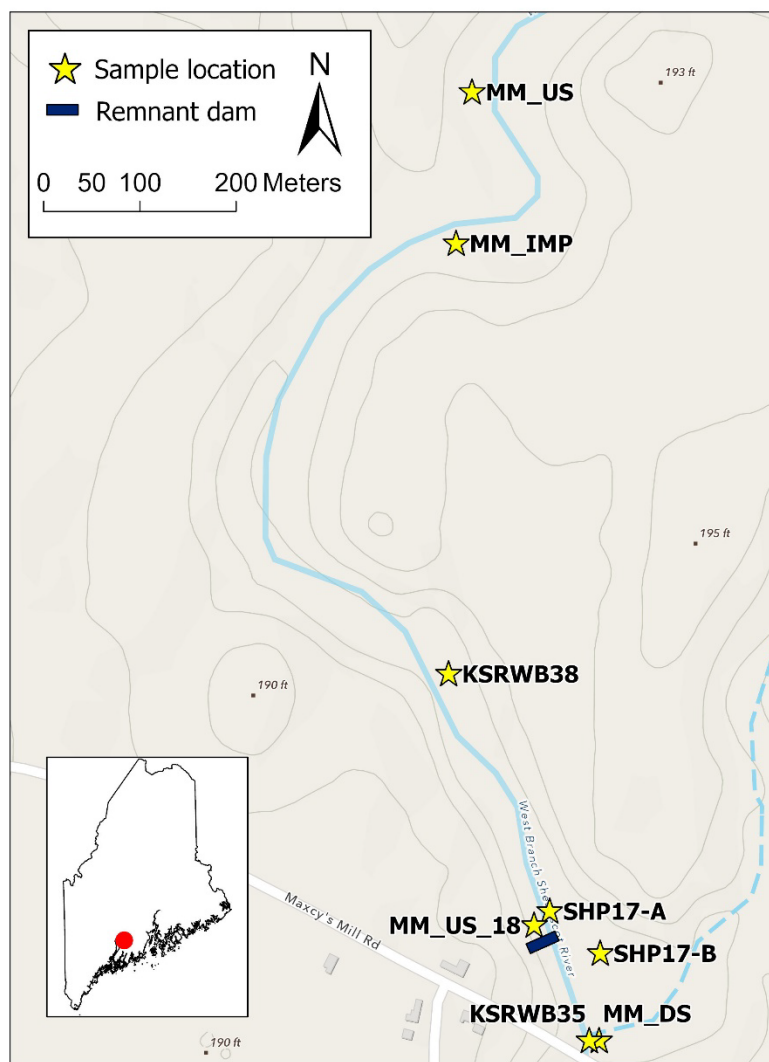 Sample location
Remnant dam
N
0 50 100 200 Meters
MM_US
193 ft
MM_IMP
195 ft
KSRWB38
190 ft
West Branch Sheepscot River
Maxcy's Mill Rd
SHP17-A
MM_US_18
SHP17-B
KSRWB35 MM_DS
190 ft